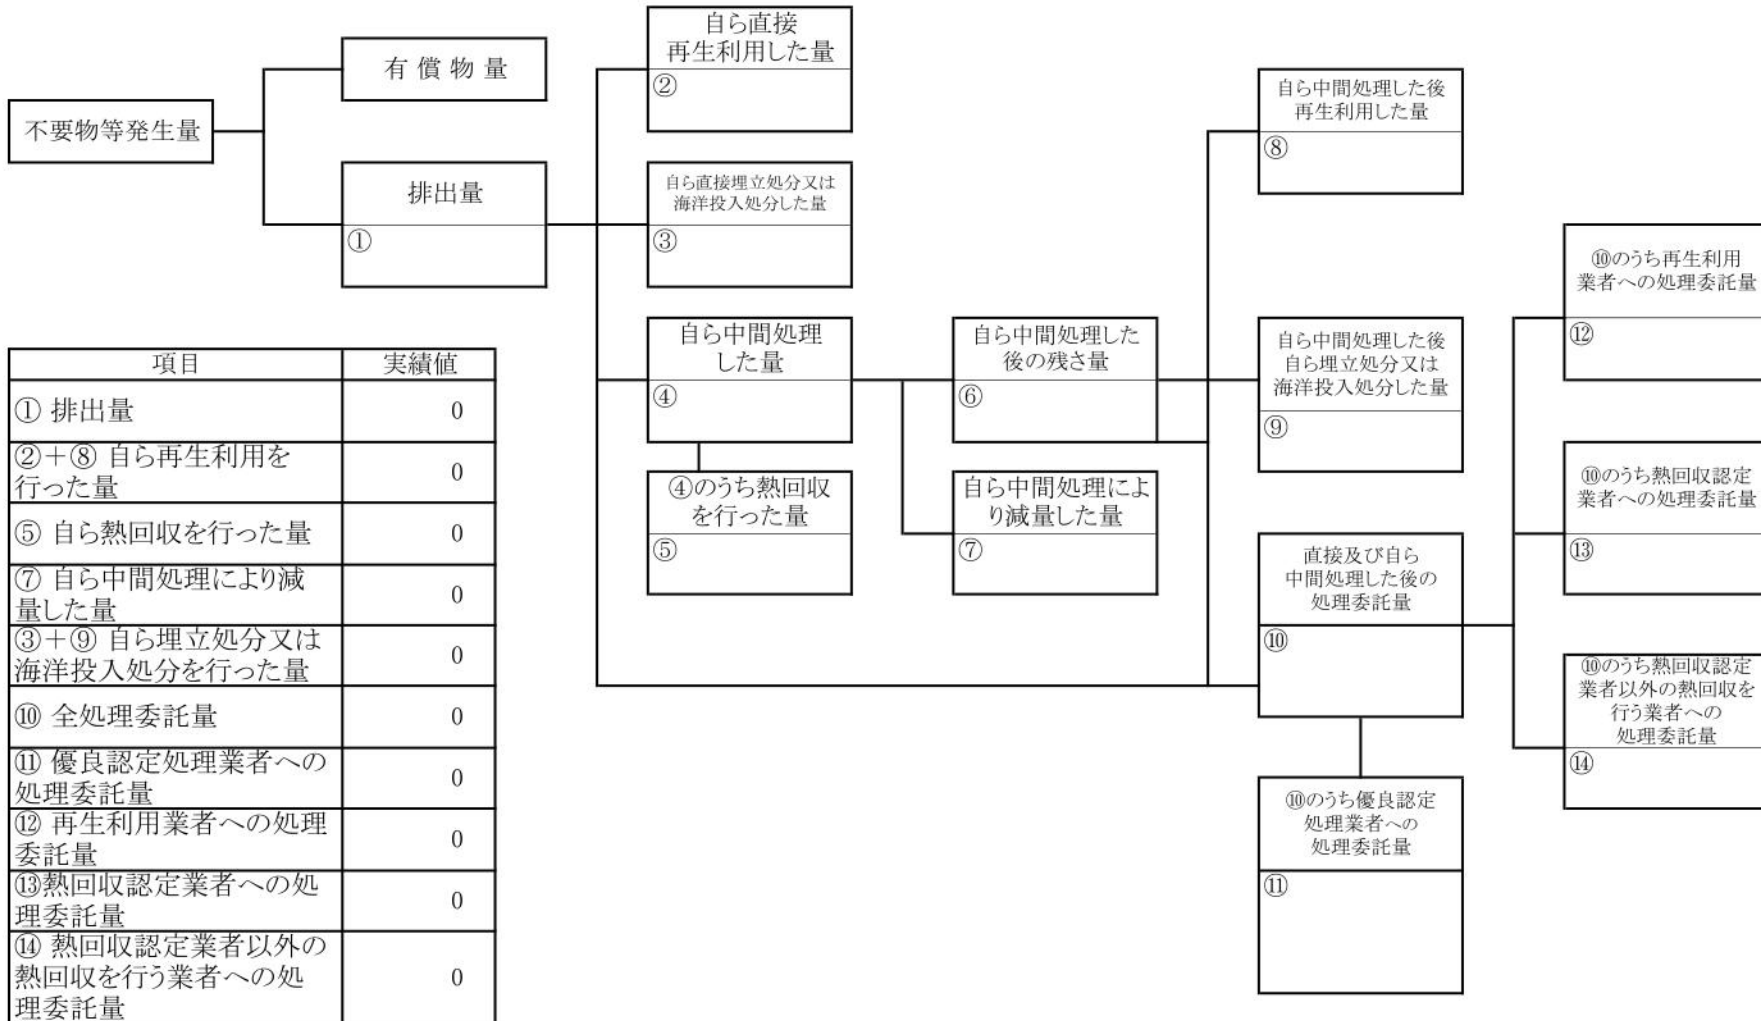 不要物等発生量
有 償 物 量
排出量
①
自ら直接
再生利用した量
②
自ら直接埋立処分又は
海洋投入処分した量
③
自ら中間処理
した量
④
④のうち熱回収
を行った量
⑤
自ら中間処理した
後の残さ量
⑥
自ら中間処理によ
り減量した量
⑦
自ら中間処理した後
再生利用した量
⑧
自ら中間処理した後
自ら埋立処分又は
海洋投入処分した量
⑨
直接及び自ら
中間処理した後の
処理委託量
⑩
⑩のうち優良認定
処理業者への
処理委託量
⑪
⑩のうち再生利用
業者への処理委託量
⑫
⑩のうち熱回収認定
業者への処理委託量
⑬
⑩のうち熱回収認定
業者以外の熱回収を
行う業者への
処理委託量
⑭
項目 実績値
① 排出量 0
②＋⑧ 自ら再生利用を
行った量 0
⑤ 自ら熱回収を行った量 0
⑦ 自ら中間処理により減
量した量 0
③＋⑨ 自ら埋立処分又は
海洋投入処分を行った量 0
⑩ 全処理委託量 0
⑪ 優良認定処理業者への
処理委託量 0
⑫ 再生利用業者への処理
委託量 0
⑬熱回収認定業者への処
理委託量 0
⑭ 熱回収認定業者以外の
熱回収を行う業者への処
理委託量 0